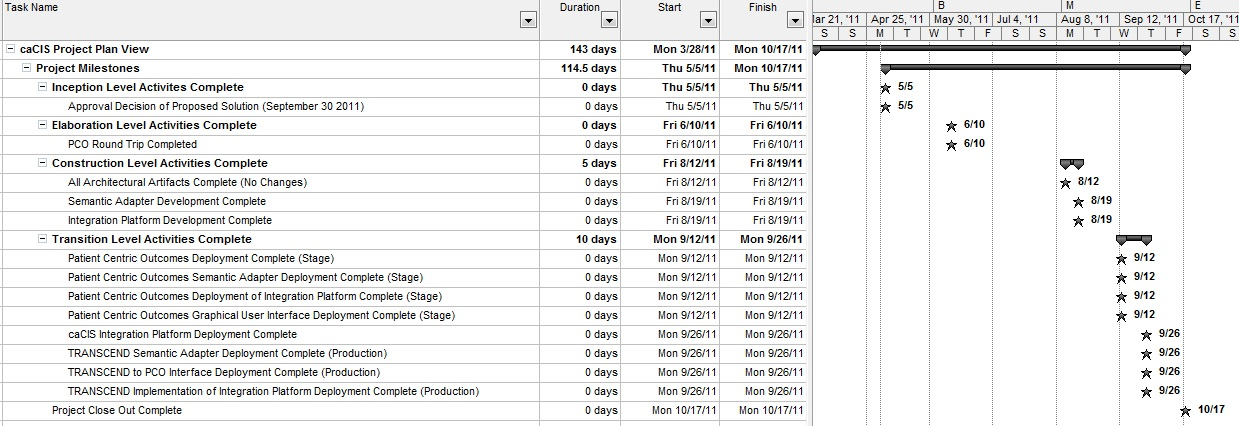 Task Name Duration Start Finish
B M E
Mar 21, '11 Apr 25, '11 May 30, '11 Jul 4, '11 Aug 8, '11 Sep 12, '11 Oct 17, '11
S S M T W T F S S M T W T F S S
caCIS Project Plan View 143 days Mon 3/28/11 Mon 10/17/11
Project Milestones 114.5 days Thu 5/5/11 Mon 10/17/11
Inception Level Activites Complete 0 days Thu 5/5/11 Thu 5/5/11 5/5
Approval Decision of Proposed Solution (September 30 2011) 0 days Thu 5/5/11 Thu 5/5/11 5/5
Elaboration Level Activities Complete 0 days Fri 6/10/11 Fri 6/10/11 6/10
PCO Round Trip Completed 0 days Fri 6/10/11 Fri 6/10/11 6/10
Construction Level Activities Complete 5 days Fri 8/12/11 Fri 8/19/11
All Architectural Artifacts Complete (No Changes) 0 days Fri 8/12/11 Fri 8/12/11 8/12
Semantic Adapter Development Complete 0 days Fri 8/19/11 Fri 8/19/11 8/19
Integration Platform Development Complete 0 days Fri 8/19/11 Fri 8/19/11 8/19
Transition Level Activities Complete 10 days Mon 9/12/11 Mon 9/26/11
Patient Centric Outcomes Deployment Complete (Stage) 0 days Mon 9/12/11 Mon 9/12/11 9/12
Patient Centric Outcomes Semantic Adapter Deployment Complete (Stage) 0 days Mon 9/12/11 Mon 9/12/11 9/12
Patient Centric Outcomes Deployment of Integration Platform Complete (Stage) 0 days Mon 9/12/11 Mon 9/12/11 9/12
Patient Centric Outcomes Graphical User Interface Deployment Complete (Stage) 0 days Mon 9/12/11 Mon 9/12/11 9/12
caCIS Integration Platform Deployment Complete 0 days Mon 9/26/11 Mon 9/26/11 9/26
TRANSCEND Semantic Adapter Deployment Complete (Production) 0 days Mon 9/26/11 Mon 9/26/11 9/26
TRANSCEND to PCO Interface Deployment Complete (Production) 0 days Mon 9/26/11 Mon 9/26/11 9/26
TRANSCEND Implementation of Integration Platform Deployment Complete (Production) 0 days Mon 9/26/11 Mon 9/26/11 9/26
Project Close Out Complete 0 days Mon 10/17/11 Mon 10/17/11 10/17